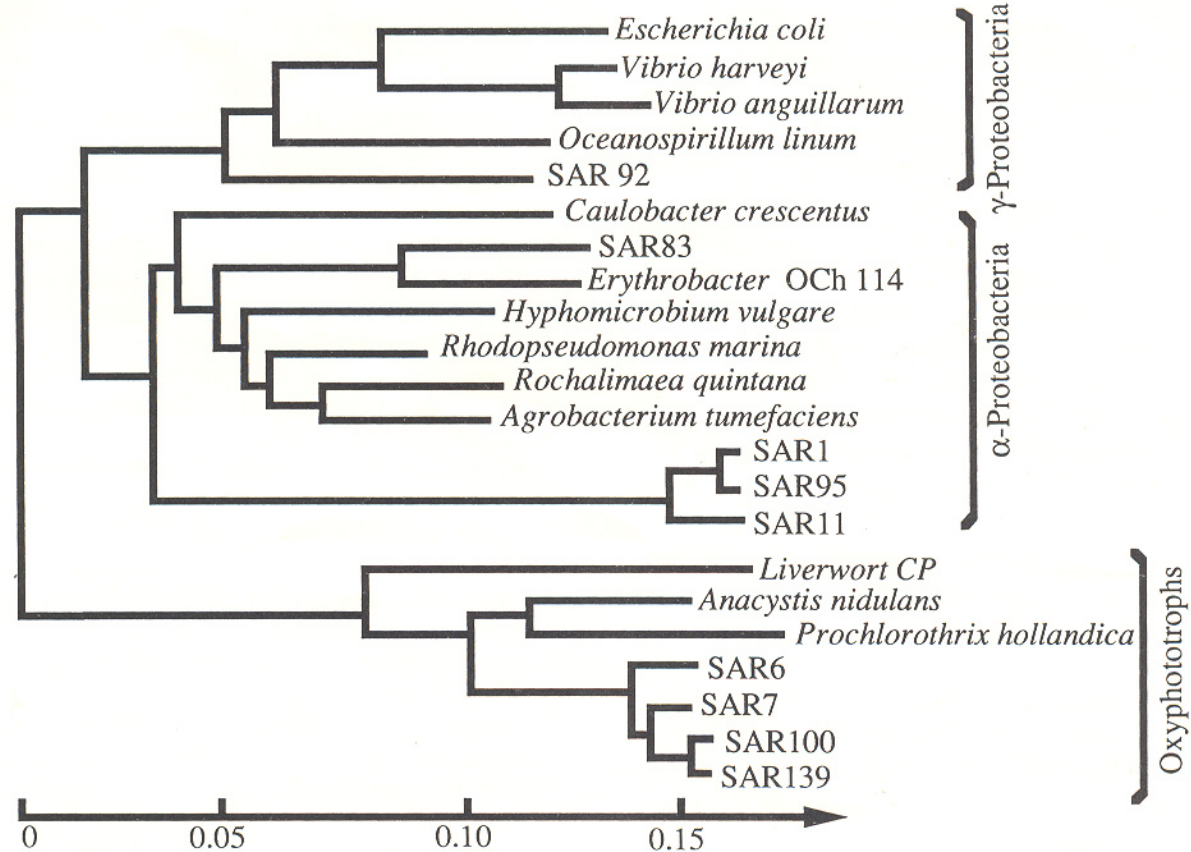 Escherichia coli
Vibrio harveyi
Vibrio anguillarum
Oceanospirillum linum
SAR 92
γ-Proteobacteria
Caulobacter crescentus
SAR83
Erythrobacter OCh 114
Hyphomicrobium vulgare
Rhodopseudomonas marina
Rochalimaea quintana
Agrobacterium tumefaciens
SAR1
SAR95
SAR11
α-Proteobacteria
Liverwort CP
Anacystis nidulans
Prochlorothrix hollandica
SAR6
SAR7
SAR100
SAR139
Oxyphototrophs
0 0.05 0.10 0.15